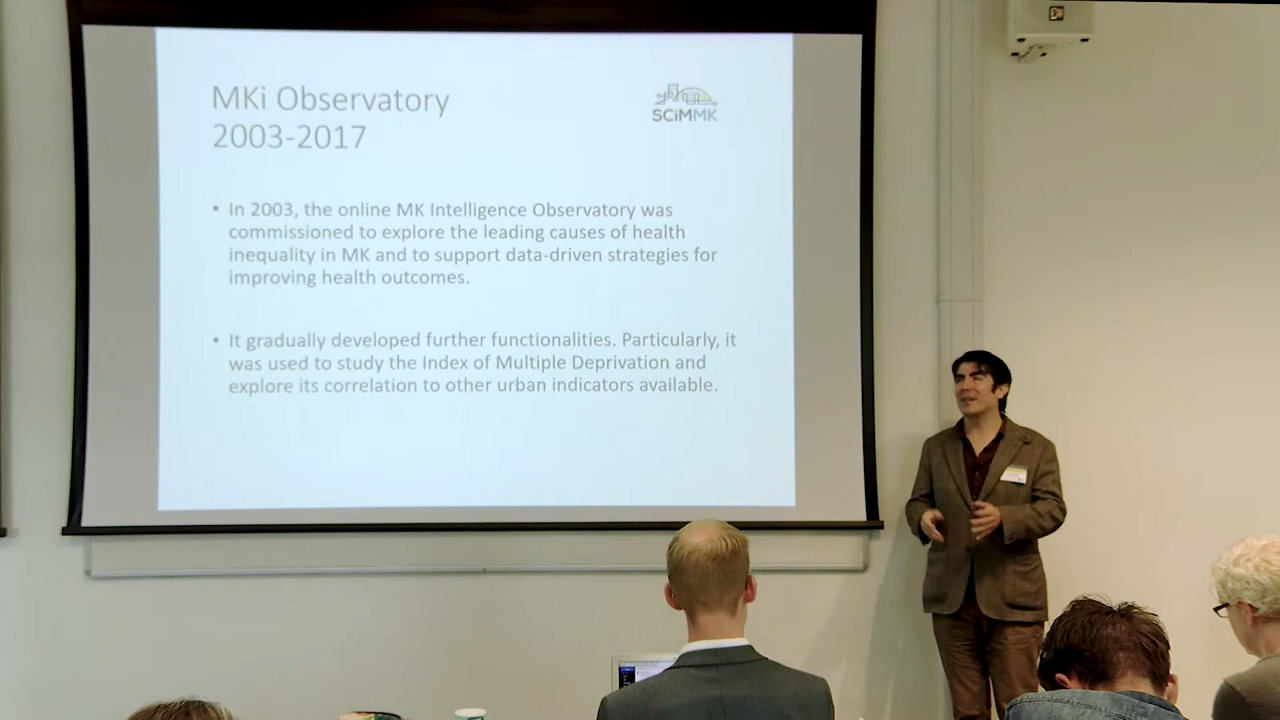 MKi Observatory
2003-2017
SCiMMK
• In 2003, the online MK Intelligence Observatory was
commissioned to explore the leading causes of health
inequality in MK and to support data-driven strategies for
improving health outcomes.
• It gradually developed further functionalities. Particularly, it
was used to study the Index of Multiple Deprivation and
explore its correlation to other urban indicators available.